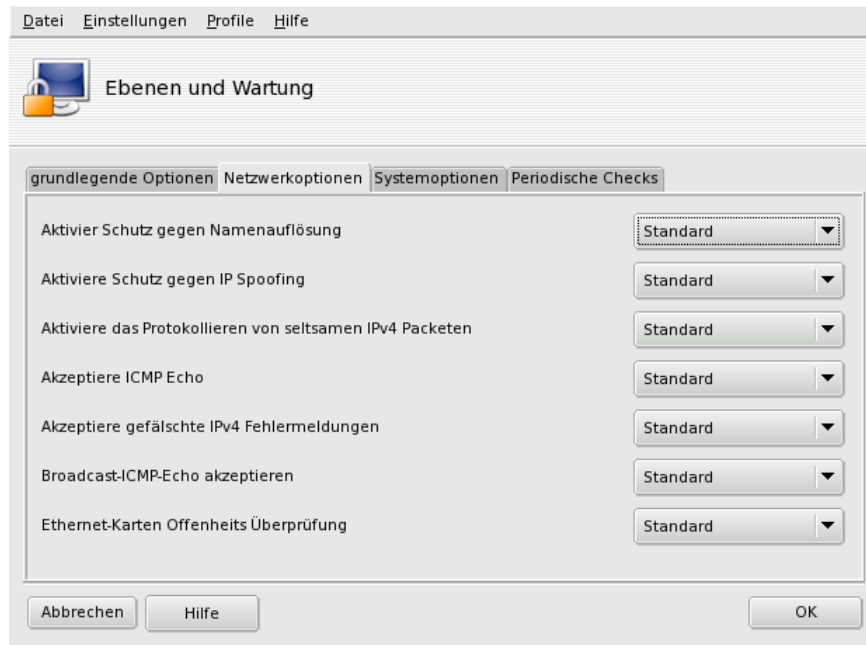 Datei Einstellungen Profile Hilfe
Ebenen und Wartung
grundlegende Optionen Netzwerkoptionen Systemoptionen Periodische Checks
Aktivier Schutz gegen Namenauflösung Standard
Aktiviere Schutz gegen IP Spoofing Standard
Aktiviere das Protokollieren von seltsamen IPv4 Packeten Standard
Akzeptiere ICMP Echo Standard
Akzeptiere gefälschte IPv4 Fehlermeldungen Standard
Broadcast-ICMP-Echo akzeptieren Standard
Ethernet-Karten Offenheits Überprüfung Standard
Abbrechen Hilfe OK